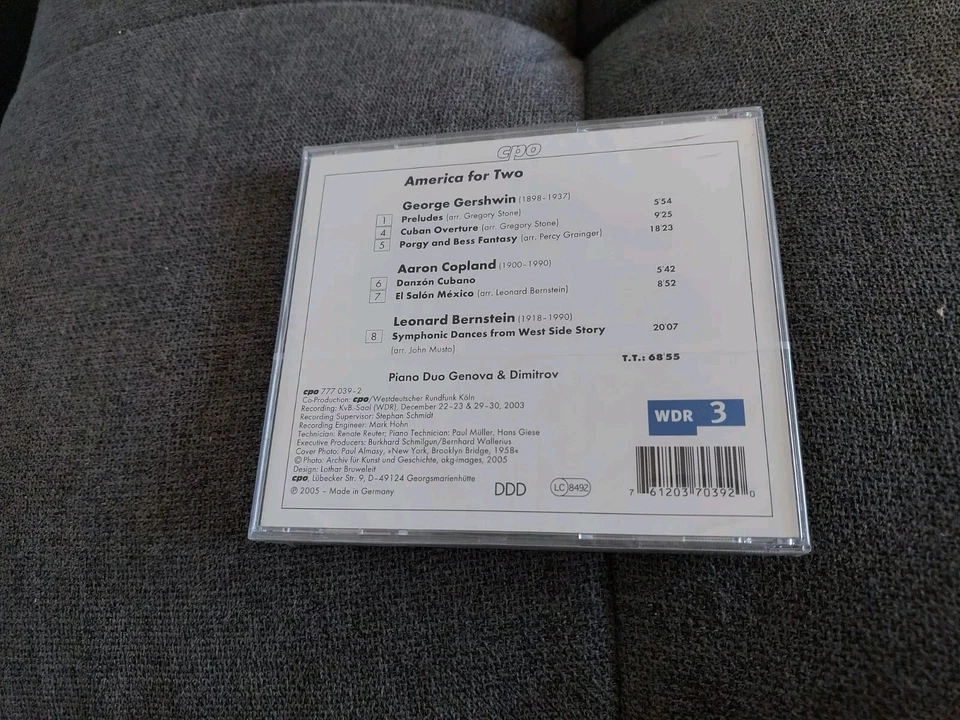 cpo
America for Two
George Gershwin (1898–1937)
1 Preludes (arr. Gregory Stone) 5'54
4 Cuban Overture (arr. Gregory Stone) 9'25
5 Porgy and Bess Fantasy (arr. Percy Grainger) 18'23
Aaron Copland (1900–1990)
6 Danzón Cubano 5'42
7 El Salón México (arr. Leonard Bernstein) 8'52
Leonard Bernstein (1918–1990)
8 Symphonic Dances from West Side Story 20'07
(arr. John Musto)
T.T.: 68'55
Piano Duo Genova & Dimitrov
cpo 777 039–2
Co-Production: cpo/Westdeutscher Rundfunk Köln
Recording: KvB-Saal (WDR), December 22–23 & 29–30, 2003
Recording Supervisor: Stephan Schmidt
Recording Engineer: Mark Hohn
Technician: Renate Reuter; Piano Technician: Paul Müller, Hans Giese
Executive Producers: Burkhard Schmilgun/Bernhard Wallerius
Cover Photo: Paul Almasy, »New York, Brooklyn Bridge, 1958«
© Photo: Archiv für Kunst und Geschichte, akg-images, 2005
Design: Lothar Bruweleit
cpo, Lübecker Str. 9, D–49124 Georgsmarienhütte
℗ 2005 – Made in Germany
DDD
LC 8492
WDR 3
7 61203 70392 0